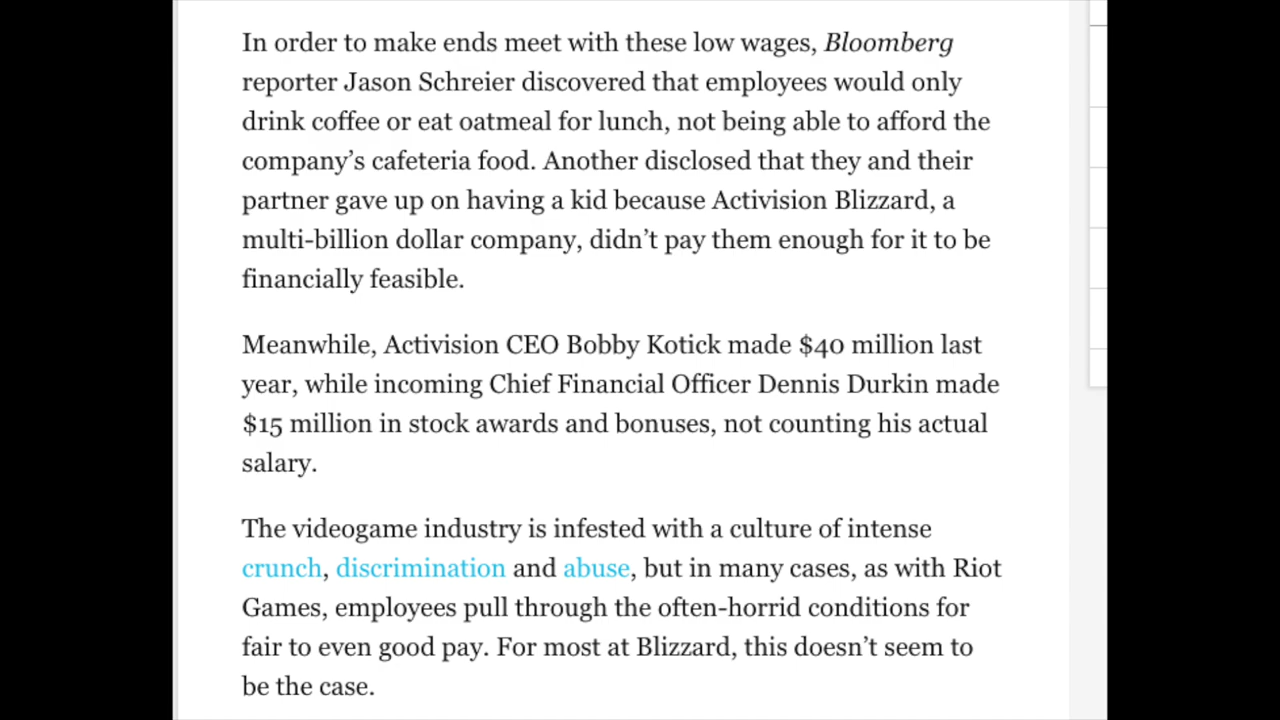 In order to make ends meet with these low wages, Bloomberg
reporter Jason Schreier discovered that employees would only
drink coffee or eat oatmeal for lunch, not being able to afford the
company’s cafeteria food. Another disclosed that they and their
partner gave up on having a kid because Activision Blizzard, a
multi-billion dollar company, didn’t pay them enough for it to be
financially feasible.
Meanwhile, Activision CEO Bobby Kotick made $40 million last
year, while incoming Chief Financial Officer Dennis Durkin made
$15 million in stock awards and bonuses, not counting his actual
salary.
The videogame industry is infested with a culture of intense
crunch, discrimination and abuse, but in many cases, as with Riot
Games, employees pull through the often-horrid conditions for
fair to even good pay. For most at Blizzard, this doesn’t seem to
be the case.